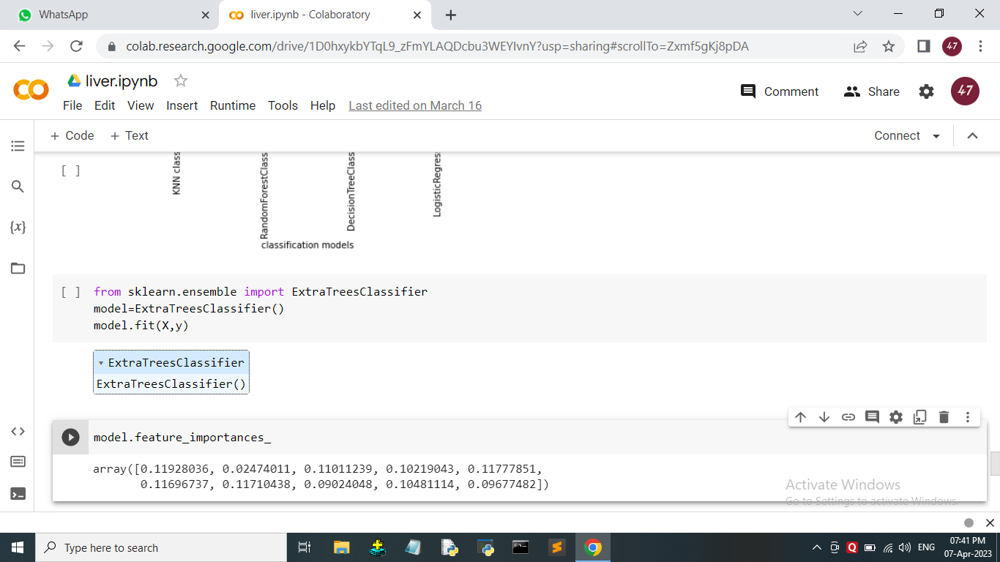 WhatsApp
liver.ipynb - Colaboratory
colab.research.google.com/drive/1D0hxykbYTqL9_zFmYLAQDcbu3WEYIvnY?usp=sharing#scrollTo=Zxmf5gKj8pDA
47
liver.ipynb
File Edit View Insert Runtime Tools Help Last edited on March 16
Comment Share 47
+ Code + Text Connect
[ ]
KNN class
RandomForestClass
DecisionTreeClass
LogisticRegres
classification models
[ ] from sklearn.ensemble import ExtraTreesClassifier
model=ExtraTreesClassifier()
model.fit(X,y)
ExtraTreesClassifier
ExtraTreesClassifier()
{x}
model.feature_importances_
array([0.11928036, 0.02474011, 0.11011239, 0.10219043, 0.11777851,
0.11696737, 0.11710438, 0.09024048, 0.10481114, 0.09677482])
Activate Windows
Go to Settings to activate Windows.
Type here to search
ENG
07:41 PM
07-Apr-2023